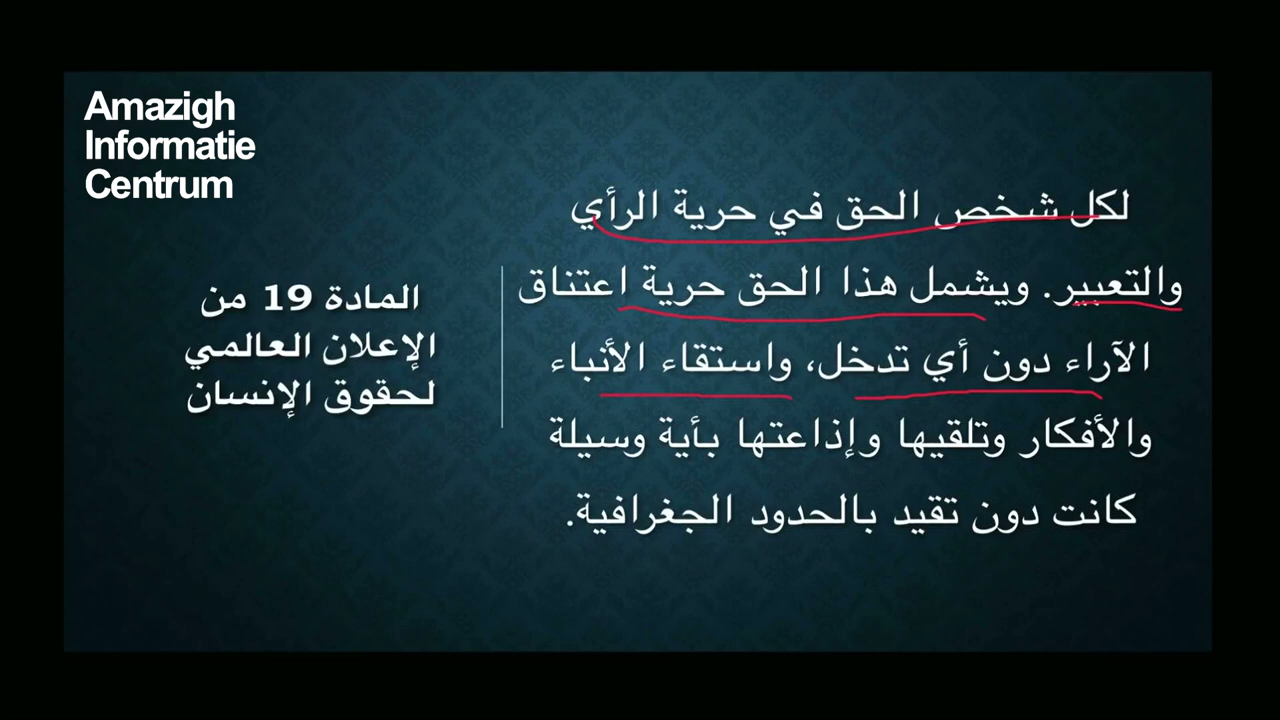 Amazigh
Informatie
Centrum
لكل شخص الحق في حرية الرأي
والتعبير. ويشمل هذا الحق حرية اعتناق
الآراء دون أي تدخل، واستقاء الأنباء
والأفكار وتلقيها وإذاعتها بأية وسيلة
كانت دون تقيد بالحدود الجغرافية.
المادة 19 من
الإعلان العالمي
لحقوق الإنسان